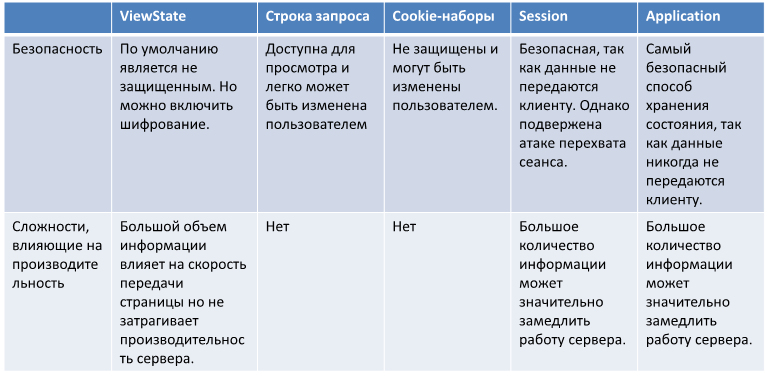 ViewState
Строка запроса
Cookie-наборы
Session
Application
Безопасность
По умолчанию
является не
защищенным. Но
можно включить
шифрование.
Доступна для
просмотра и
легко может
быть изменена
пользователем
Не защищены и
могут быть
изменены
пользователем.
Безопасная, так
как данные не
передаются
клиенту. Однако
подвержена
атаке перехвата
сеанса.
Самый
безопасный
способ
хранения
состояния, так
как данные
никогда не
передаются
клиенту.
Сложности,
влияющие на
производите
льность
Большой объем
информации
влияет на скорость
передачи
страницы но не
затрагивает
производительнос
ть сервера.
Нет
Нет
Большое
количество
информации
может
значительно
замедлить
работу сервера.
Большое
количество
информации
может
значительно
замедлить
работу сервера.